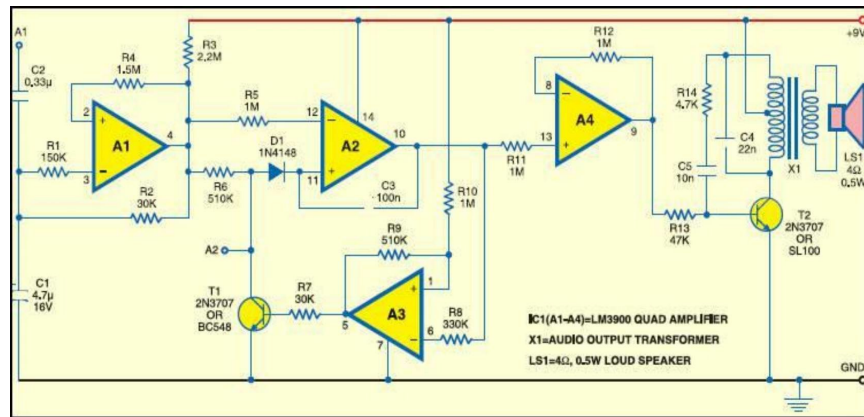 A1
C2
0.33µ
R4
1.5M
R3
2.2M
2
+
A1
4
−
3
R1
150K
R2
30K
C1
4.7µ
16V
R5
1M
R6
510K
D1
1N4148
12
−
14
A2
10
11
+
C3
100n
A2
T1
2N3707
OR
BC548
R7
30K
R9
510K
R10
1M
1
+
A3
5
6
−
7
R8
330K
R11
1M
R12
1M
8
−
A4
9
13
+
R13
47K
R14
4.7K
C5
10n
C4
22n
X1
T2
2N3707
OR
SL100
+9V
LS1
4Ω
0.5W
GND
IC1(A1-A4)=LM3900 QUAD AMPLIFIER
X1=AUDIO OUTPUT TRANSFORMER
LS1=4Ω, 0.5W LOUD SPEAKER